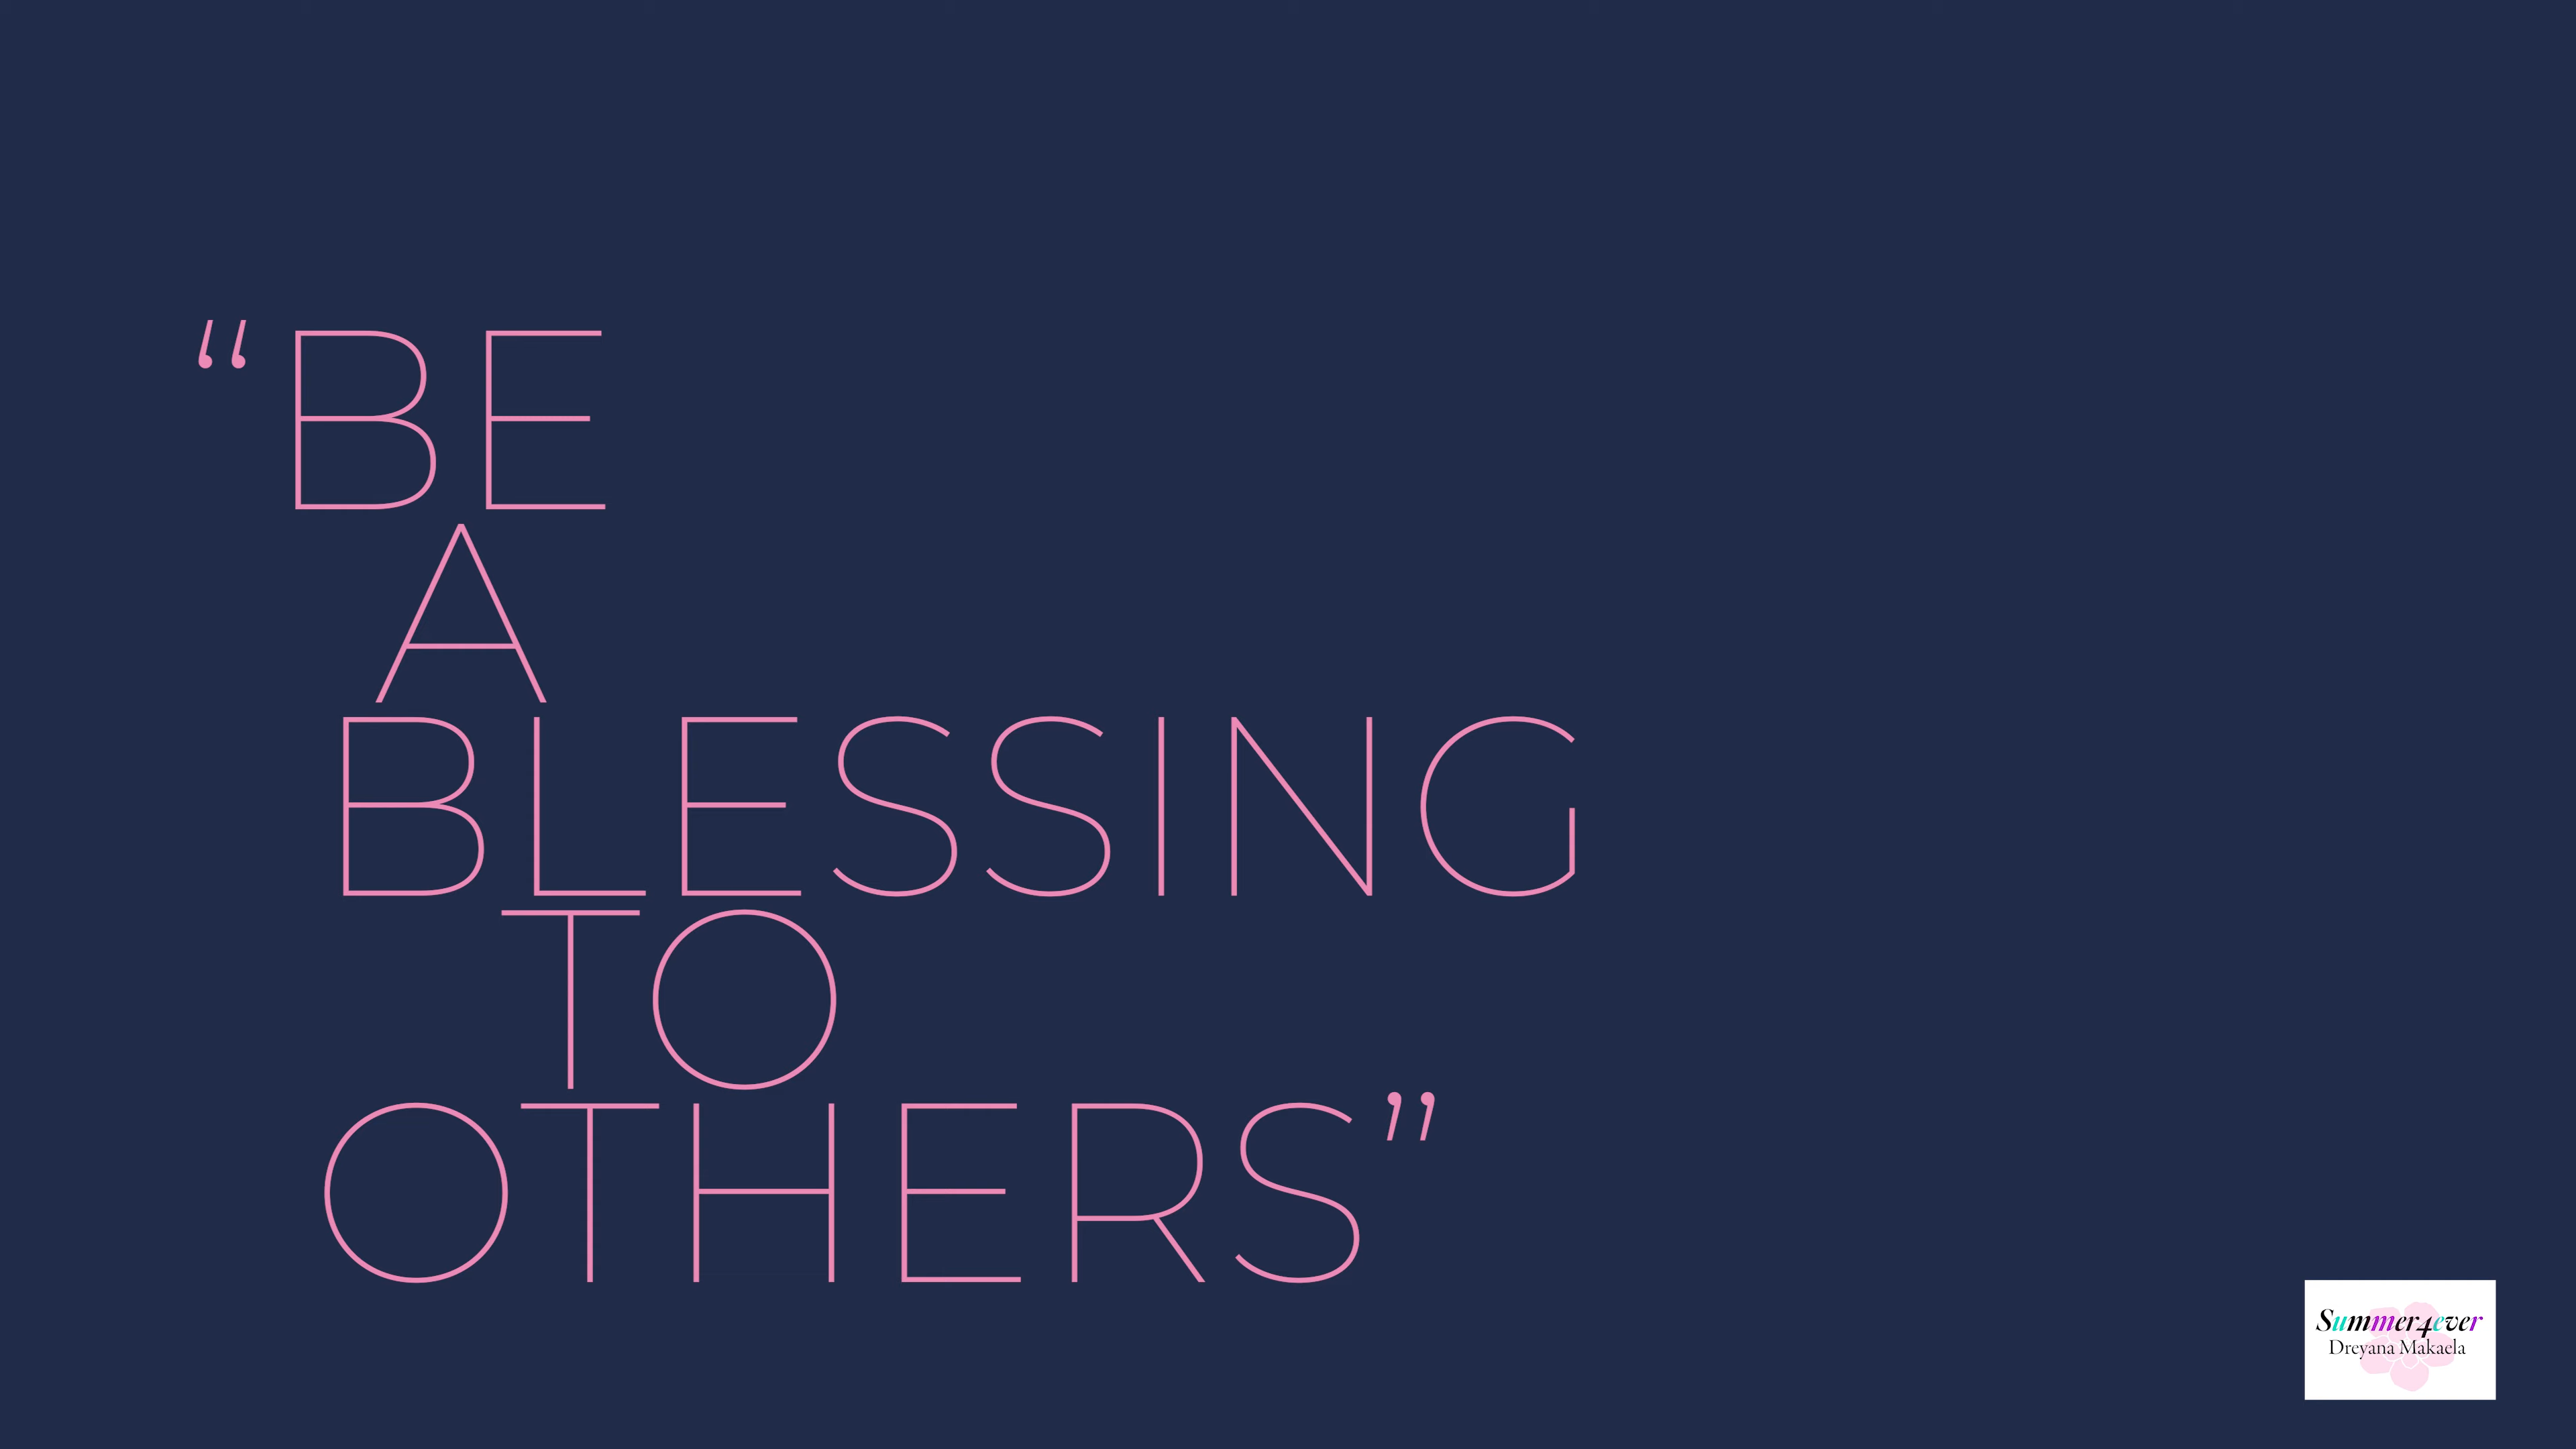 “BE
A
BLESSING
TO
OTHERS”
Summer4ever
Dreyana Makaela